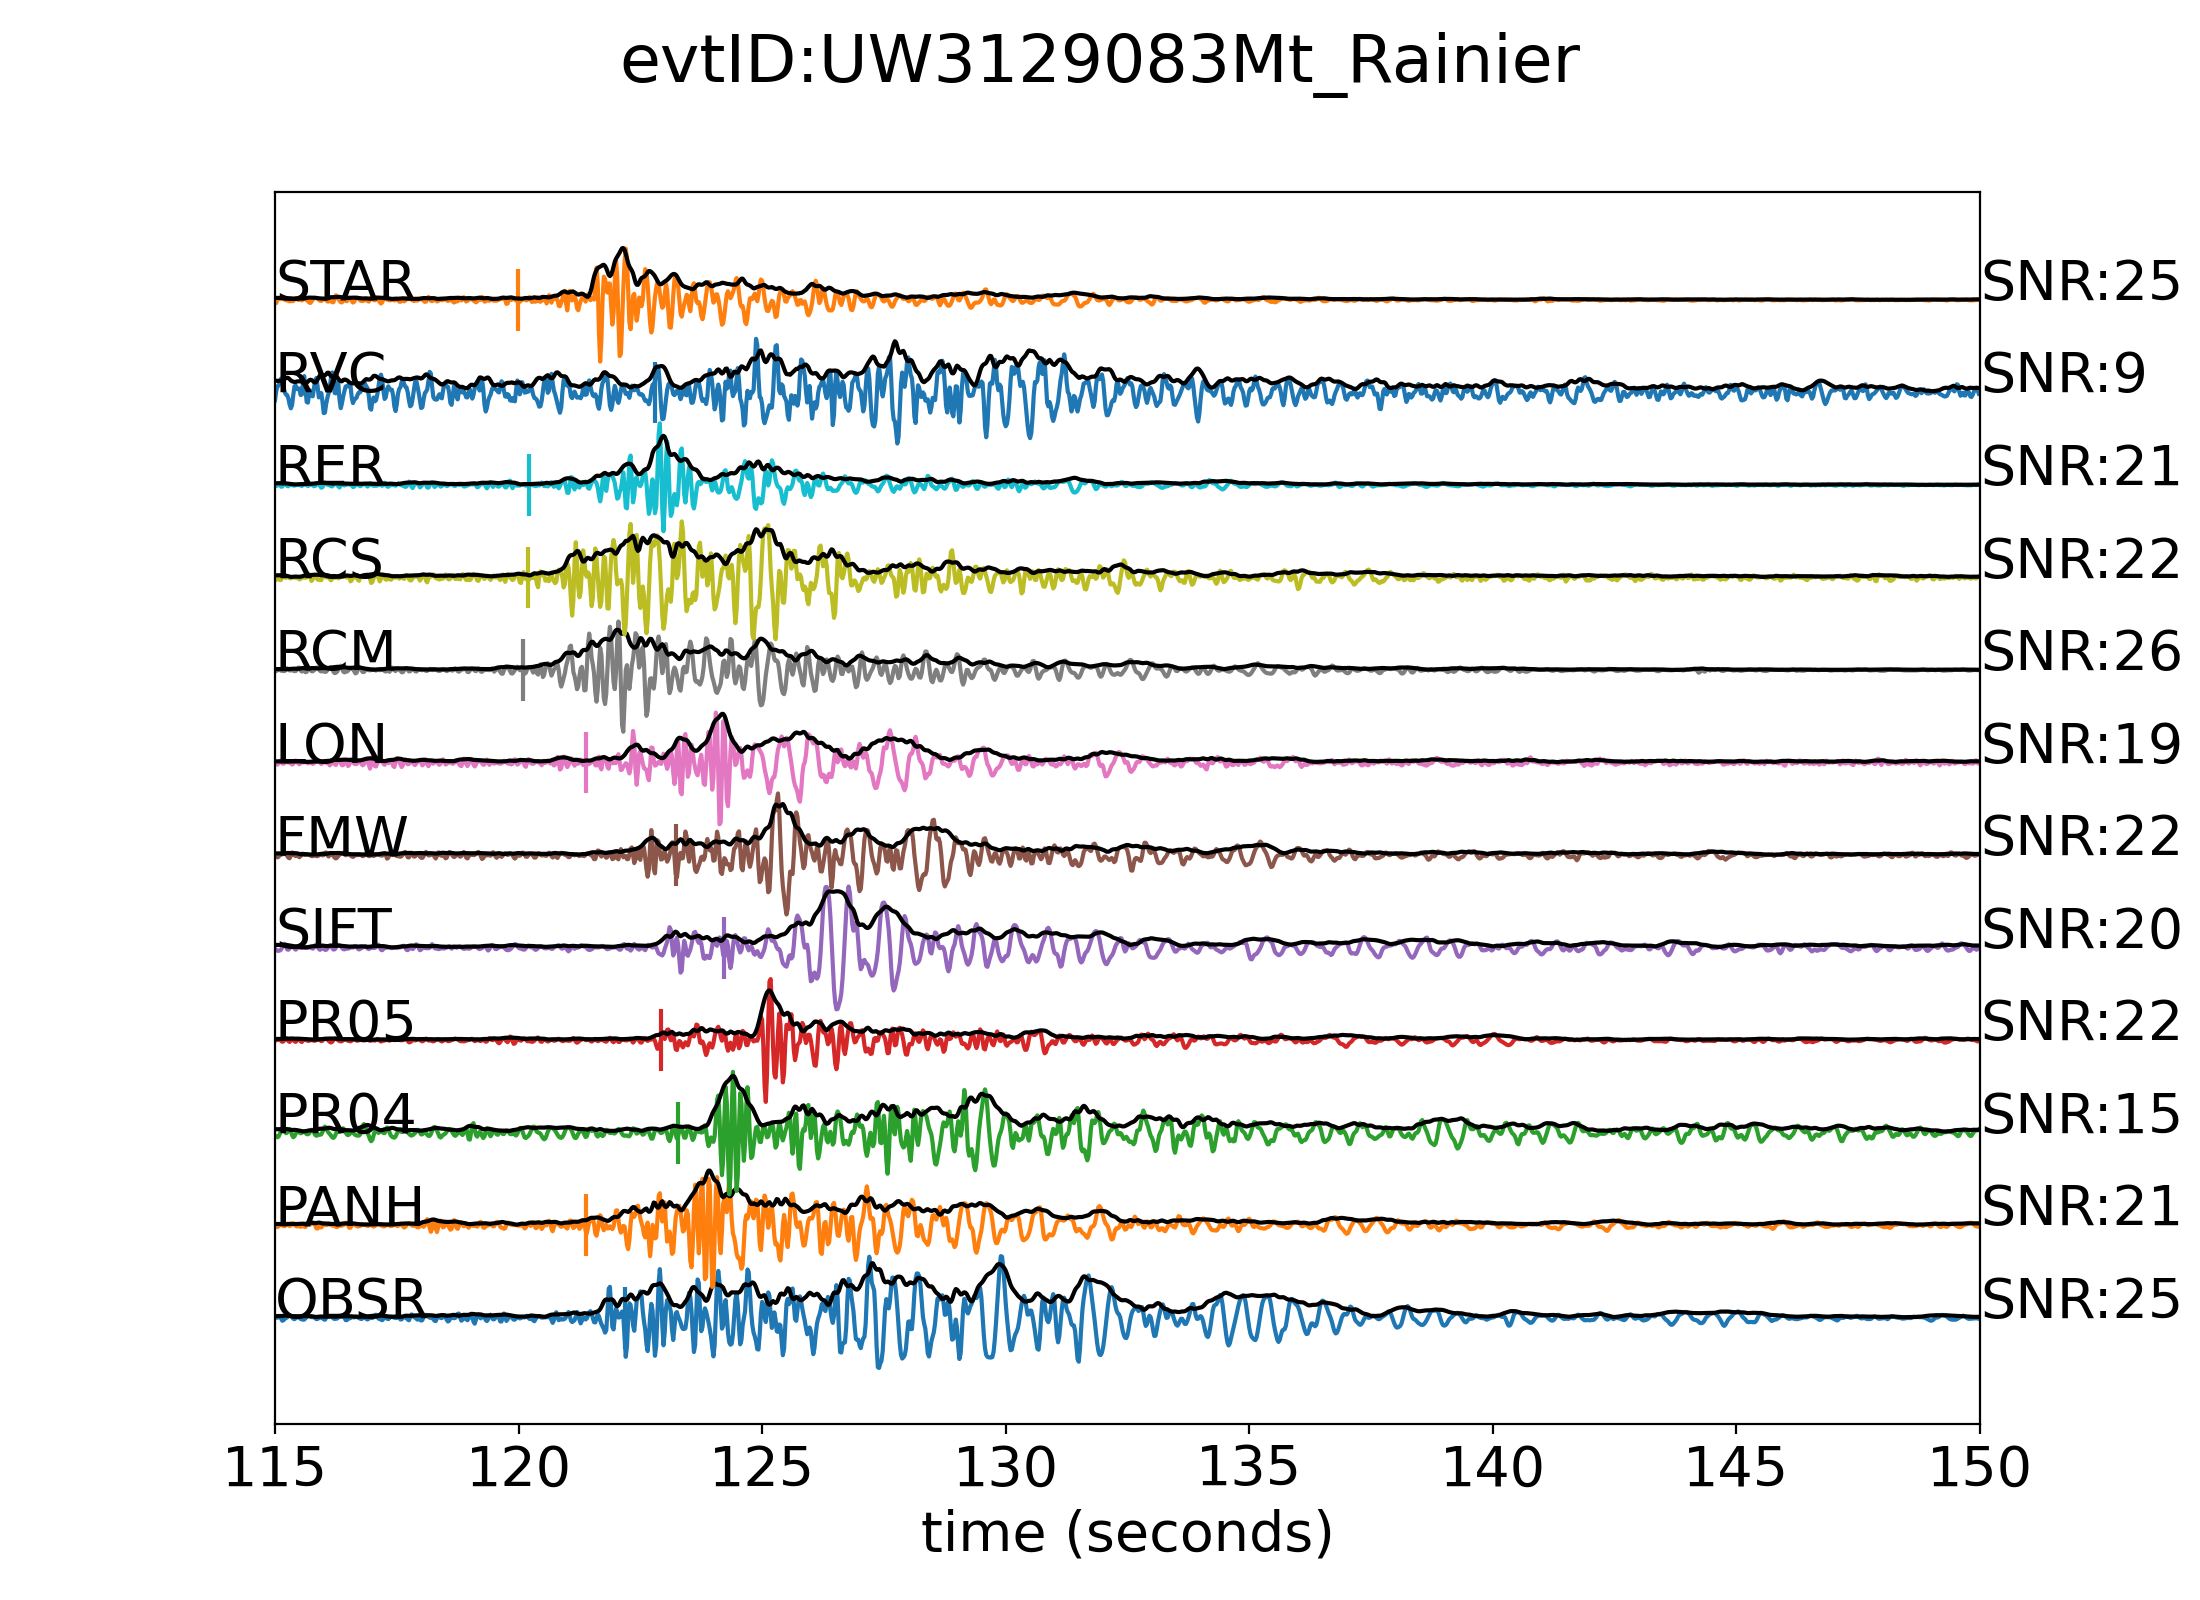 evtID:UW3129083Mt_Rainier
STAR SNR:25
RVC SNR:9
RER SNR:21
RCS SNR:22
RCM SNR:26
LON SNR:19
FMW SNR:22
SIFT SNR:20
PR05 SNR:22
PR04 SNR:15
PANH SNR:21
OBSR SNR:25
115 120 125 130 135 140 145 150
time (seconds)